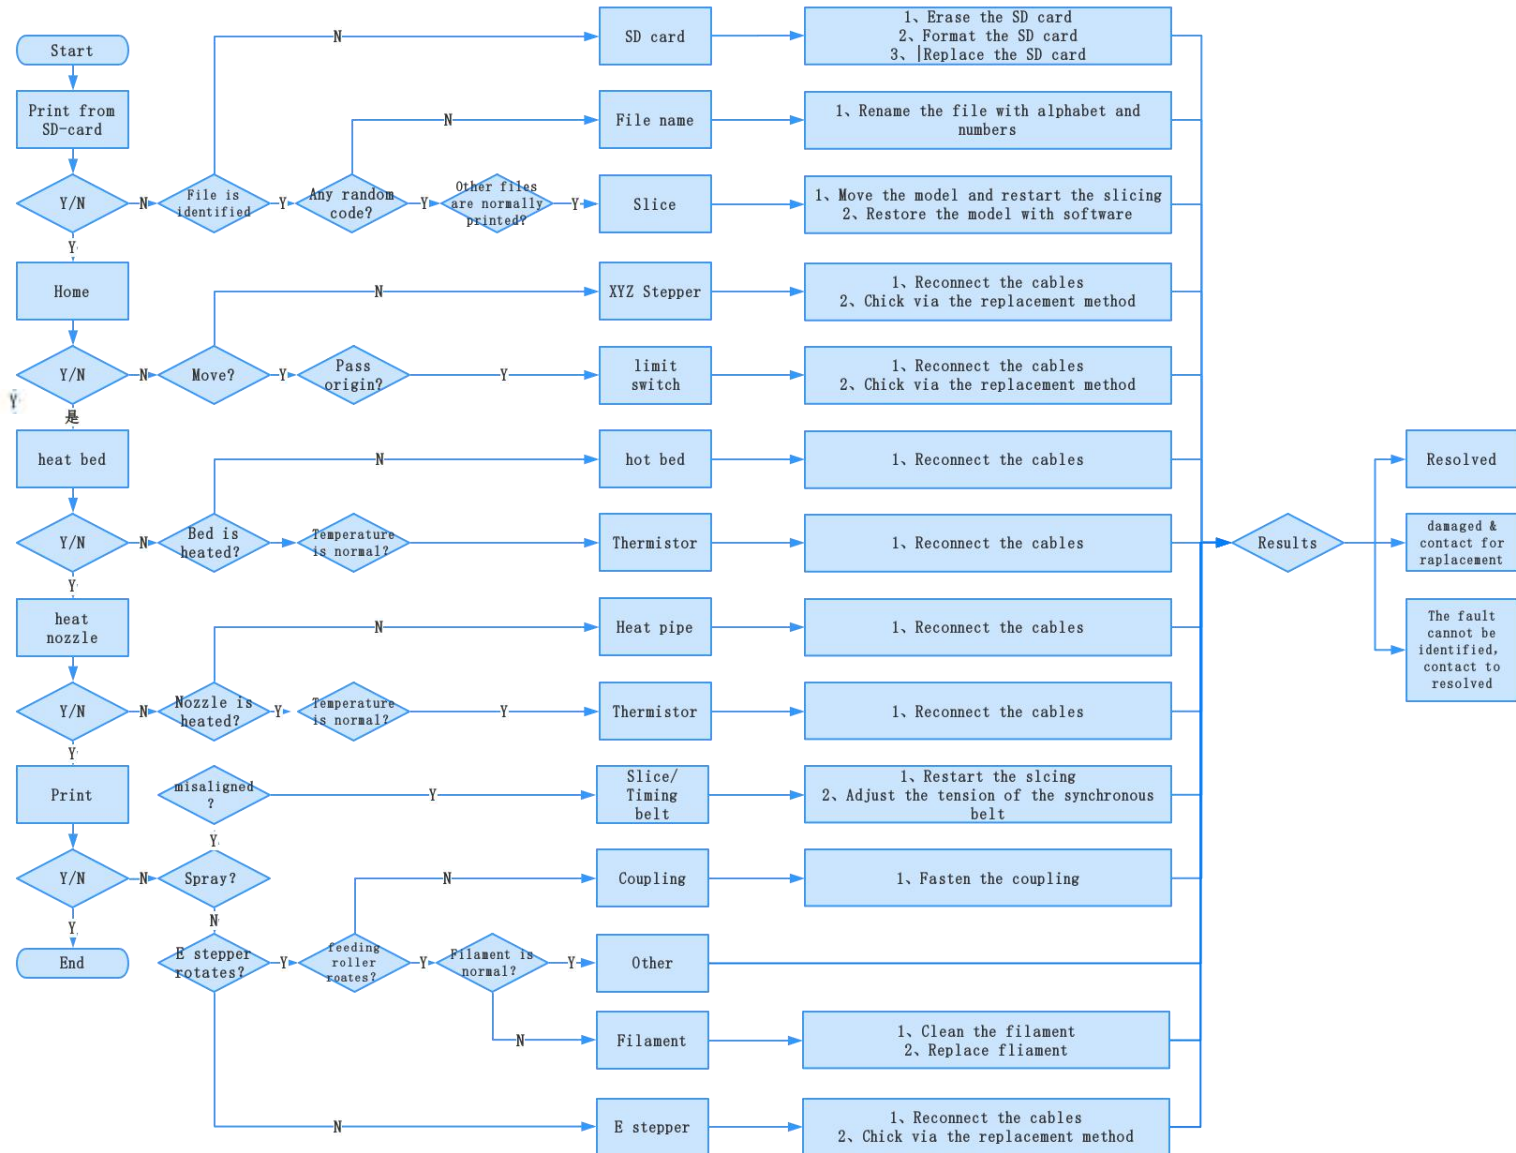 Start
Print from
SD-card
Y/N
N
File is
identified
Y
Any random
code?
Y
Other files
are normally
printed?
Y
Slice
1、Move the model and restart the slicing
2、Restore the model with software
N
SD card
1、Erase the SD card
2、Format the SD card
3、|Replace the SD card
N
File name
1、Rename the file with alphabet and
numbers
Y
Home
Y/N
N
Move?
N
XYZ Stepper
1、Reconnect the cables
2、Chick via the replacement method
Y
Pass
origin?
Y
limit
switch
1、Reconnect the cables
2、Chick via the replacement method
Y
是
heat bed
Y/N
N
Bed is
heated?
N
hot bed
1、Reconnect the cables
Temperature
is normal?
Thermistor
1、Reconnect the cables
Y
heat
nozzle
Y/N
N
Nozzle is
heated?
N
Heat pipe
1、Reconnect the cables
Y
Temperature
is normal?
Y
Thermistor
1、Reconnect the cables
Y
Print
Y/N
N
Spray?
Y
misaligned
?
Y
Slice/
Timing
belt
1、Restart the slcing
2、Adjust the tension of the synchronous
belt
Y
End
N
E stepper
rotates?
Y
feeding
roller
roates?
N
Coupling
1、Fasten the coupling
Y
Filament is
normal?
Y
Other
N
Filament
1、Clean the filament
2、Replace fliament
N
E stepper
1、Reconnect the cables
2、Chick via the replacement method
Results
Resolved
damaged &
contact for
raplacement
The fault
cannot be
identified,
contact to
resolved